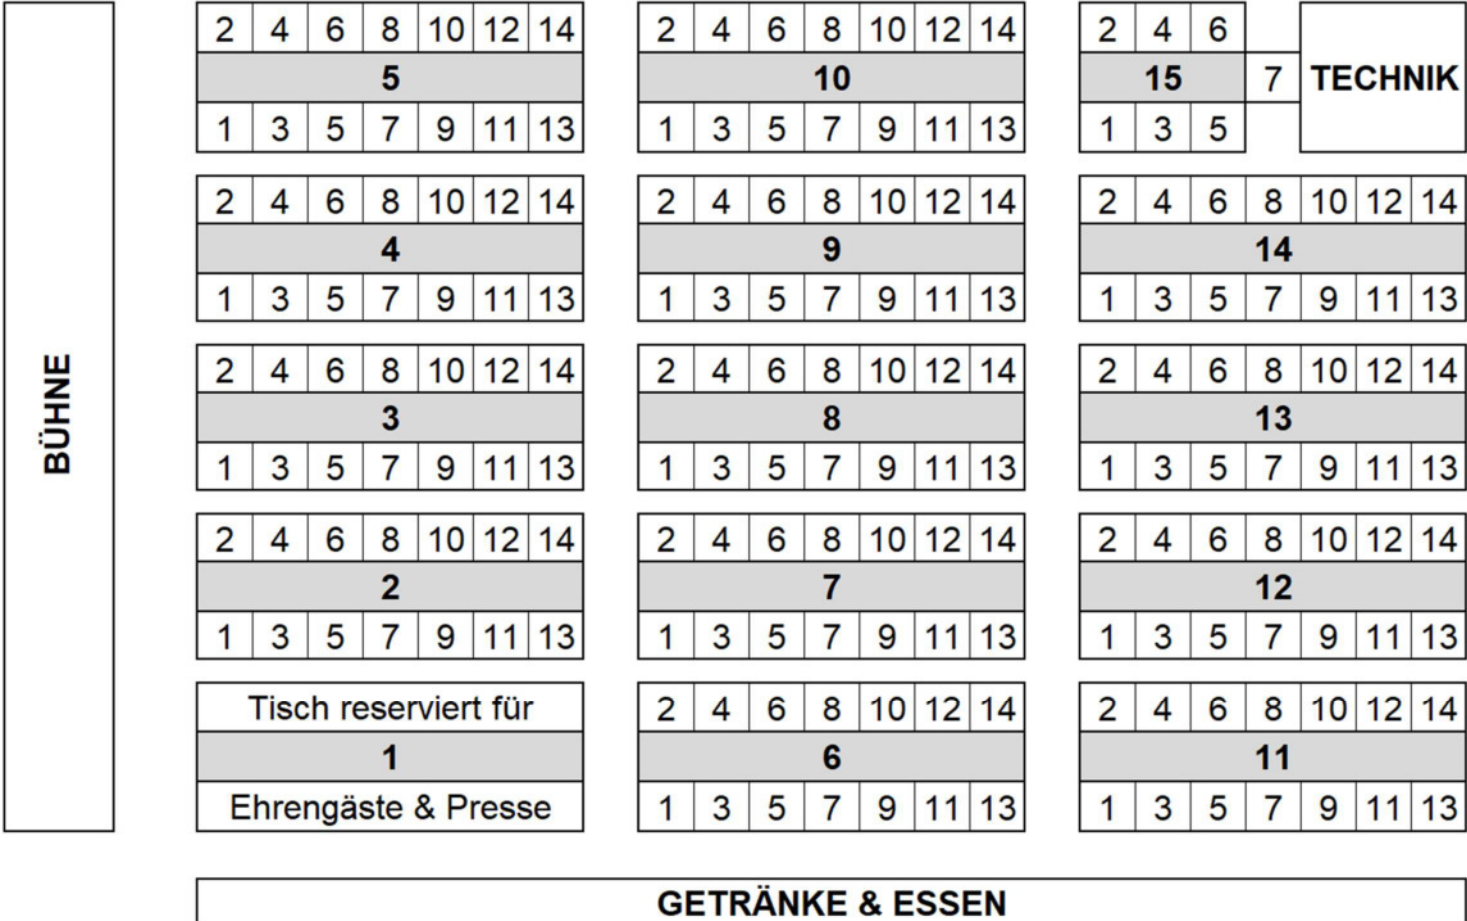 2 4 6 8 10 12 14 2 4 6 8 10 12 14 2 4 6
5 10 15 7 TECHNIK
1 3 5 7 9 11 13 1 3 5 7 9 11 13 1 3 5
2 4 6 8 10 12 14 2 4 6 8 10 12 14 2 4 6 8 10 12 14
4 9 14
1 3 5 7 9 11 13 1 3 5 7 9 11 13 1 3 5 7 9 11 13
BÜHNE
2 4 6 8 10 12 14 2 4 6 8 10 12 14 2 4 6 8 10 12 14
3 8 13
1 3 5 7 9 11 13 1 3 5 7 9 11 13 1 3 5 7 9 11 13
2 4 6 8 10 12 14 2 4 6 8 10 12 14 2 4 6 8 10 12 14
2 7 12
1 3 5 7 9 11 13 1 3 5 7 9 11 13 1 3 5 7 9 11 13
Tisch reserviert für 2 4 6 8 10 12 14 2 4 6 8 10 12 14
1 6 11
Ehrengäste & Presse 1 3 5 7 9 11 13 1 3 5 7 9 11 13
GETRÄNKE & ESSEN